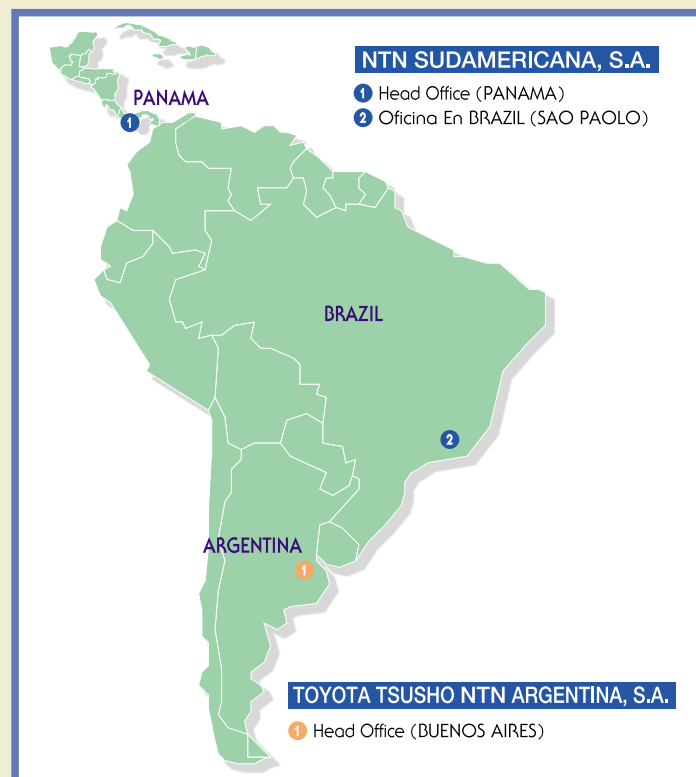 NTN SUDAMERICANA, S.A.
1 Head Office (PANAMA)
2 Oficina En BRAZIL (SAO PAOLO)
PANAMA
1
BRAZIL
2
ARGENTINA
1
TOYOTA TSUSHO NTN ARGENTINA, S.A.
1 Head Office (BUENOS AIRES)